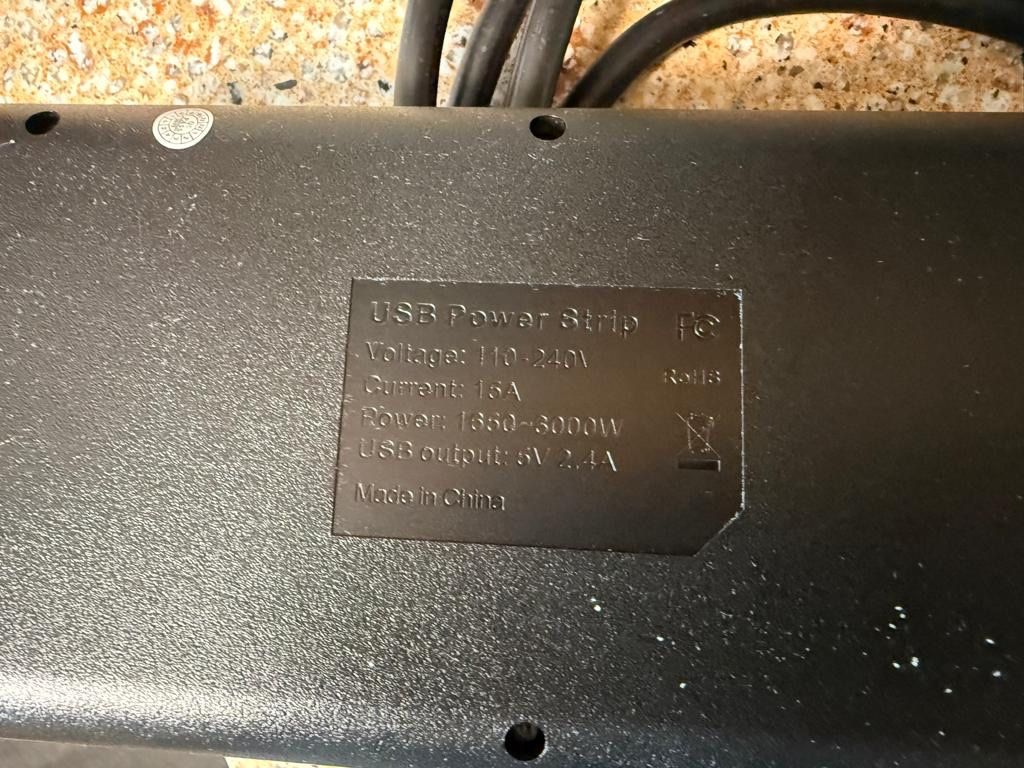 USB Power Strip
FC
Voltage: 110-240V
RoHS
Current: 15A
Power: 1650~3000W
USB output: 5V 2.4A
Made in China